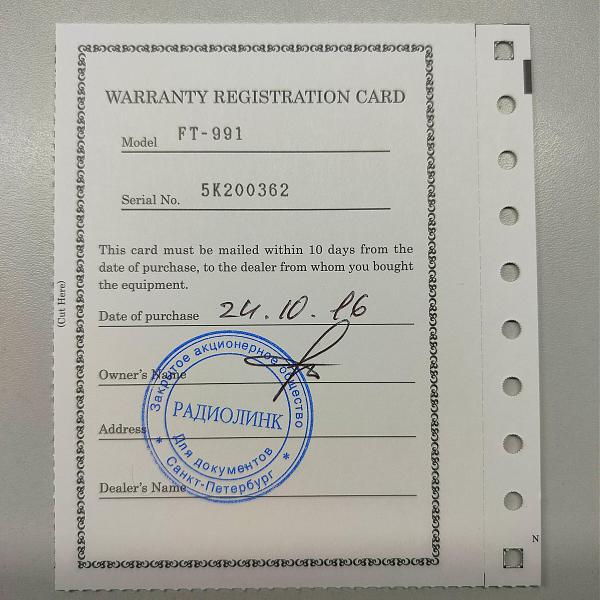 WARRANTY REGISTRATION CARD
Model FT-991
Serial No. 5K200362
This card must be mailed within 10 days from the
date of purchase, to the dealer from whom you bought
the equipment.
Date of purchase 24.10.16
Owner's Name
Address
Dealer's Name
Закрытое акционерное общество
РАДИОЛИНК
Для документов
* Санкт-Петербург *
(Cut Here)
N